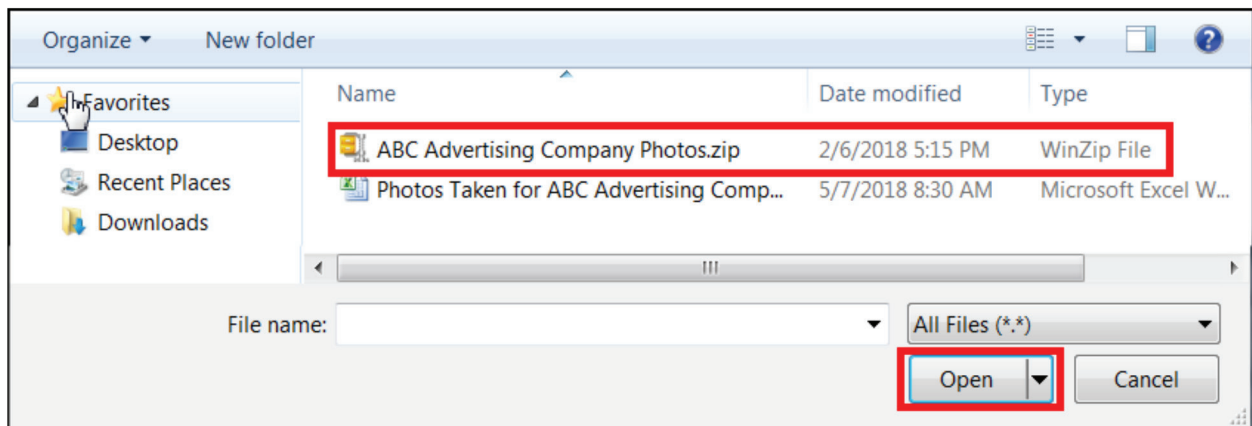 Organize New folder
Favorites
Desktop
Recent Places
Downloads
Name Date modified Type
ABC Advertising Company Photos.zip 2/6/2018 5:15 PM WinZip File
Photos Taken for ABC Advertising Comp... 5/7/2018 8:30 AM Microsoft Excel W...
File name: All Files (*.*)
Open Cancel